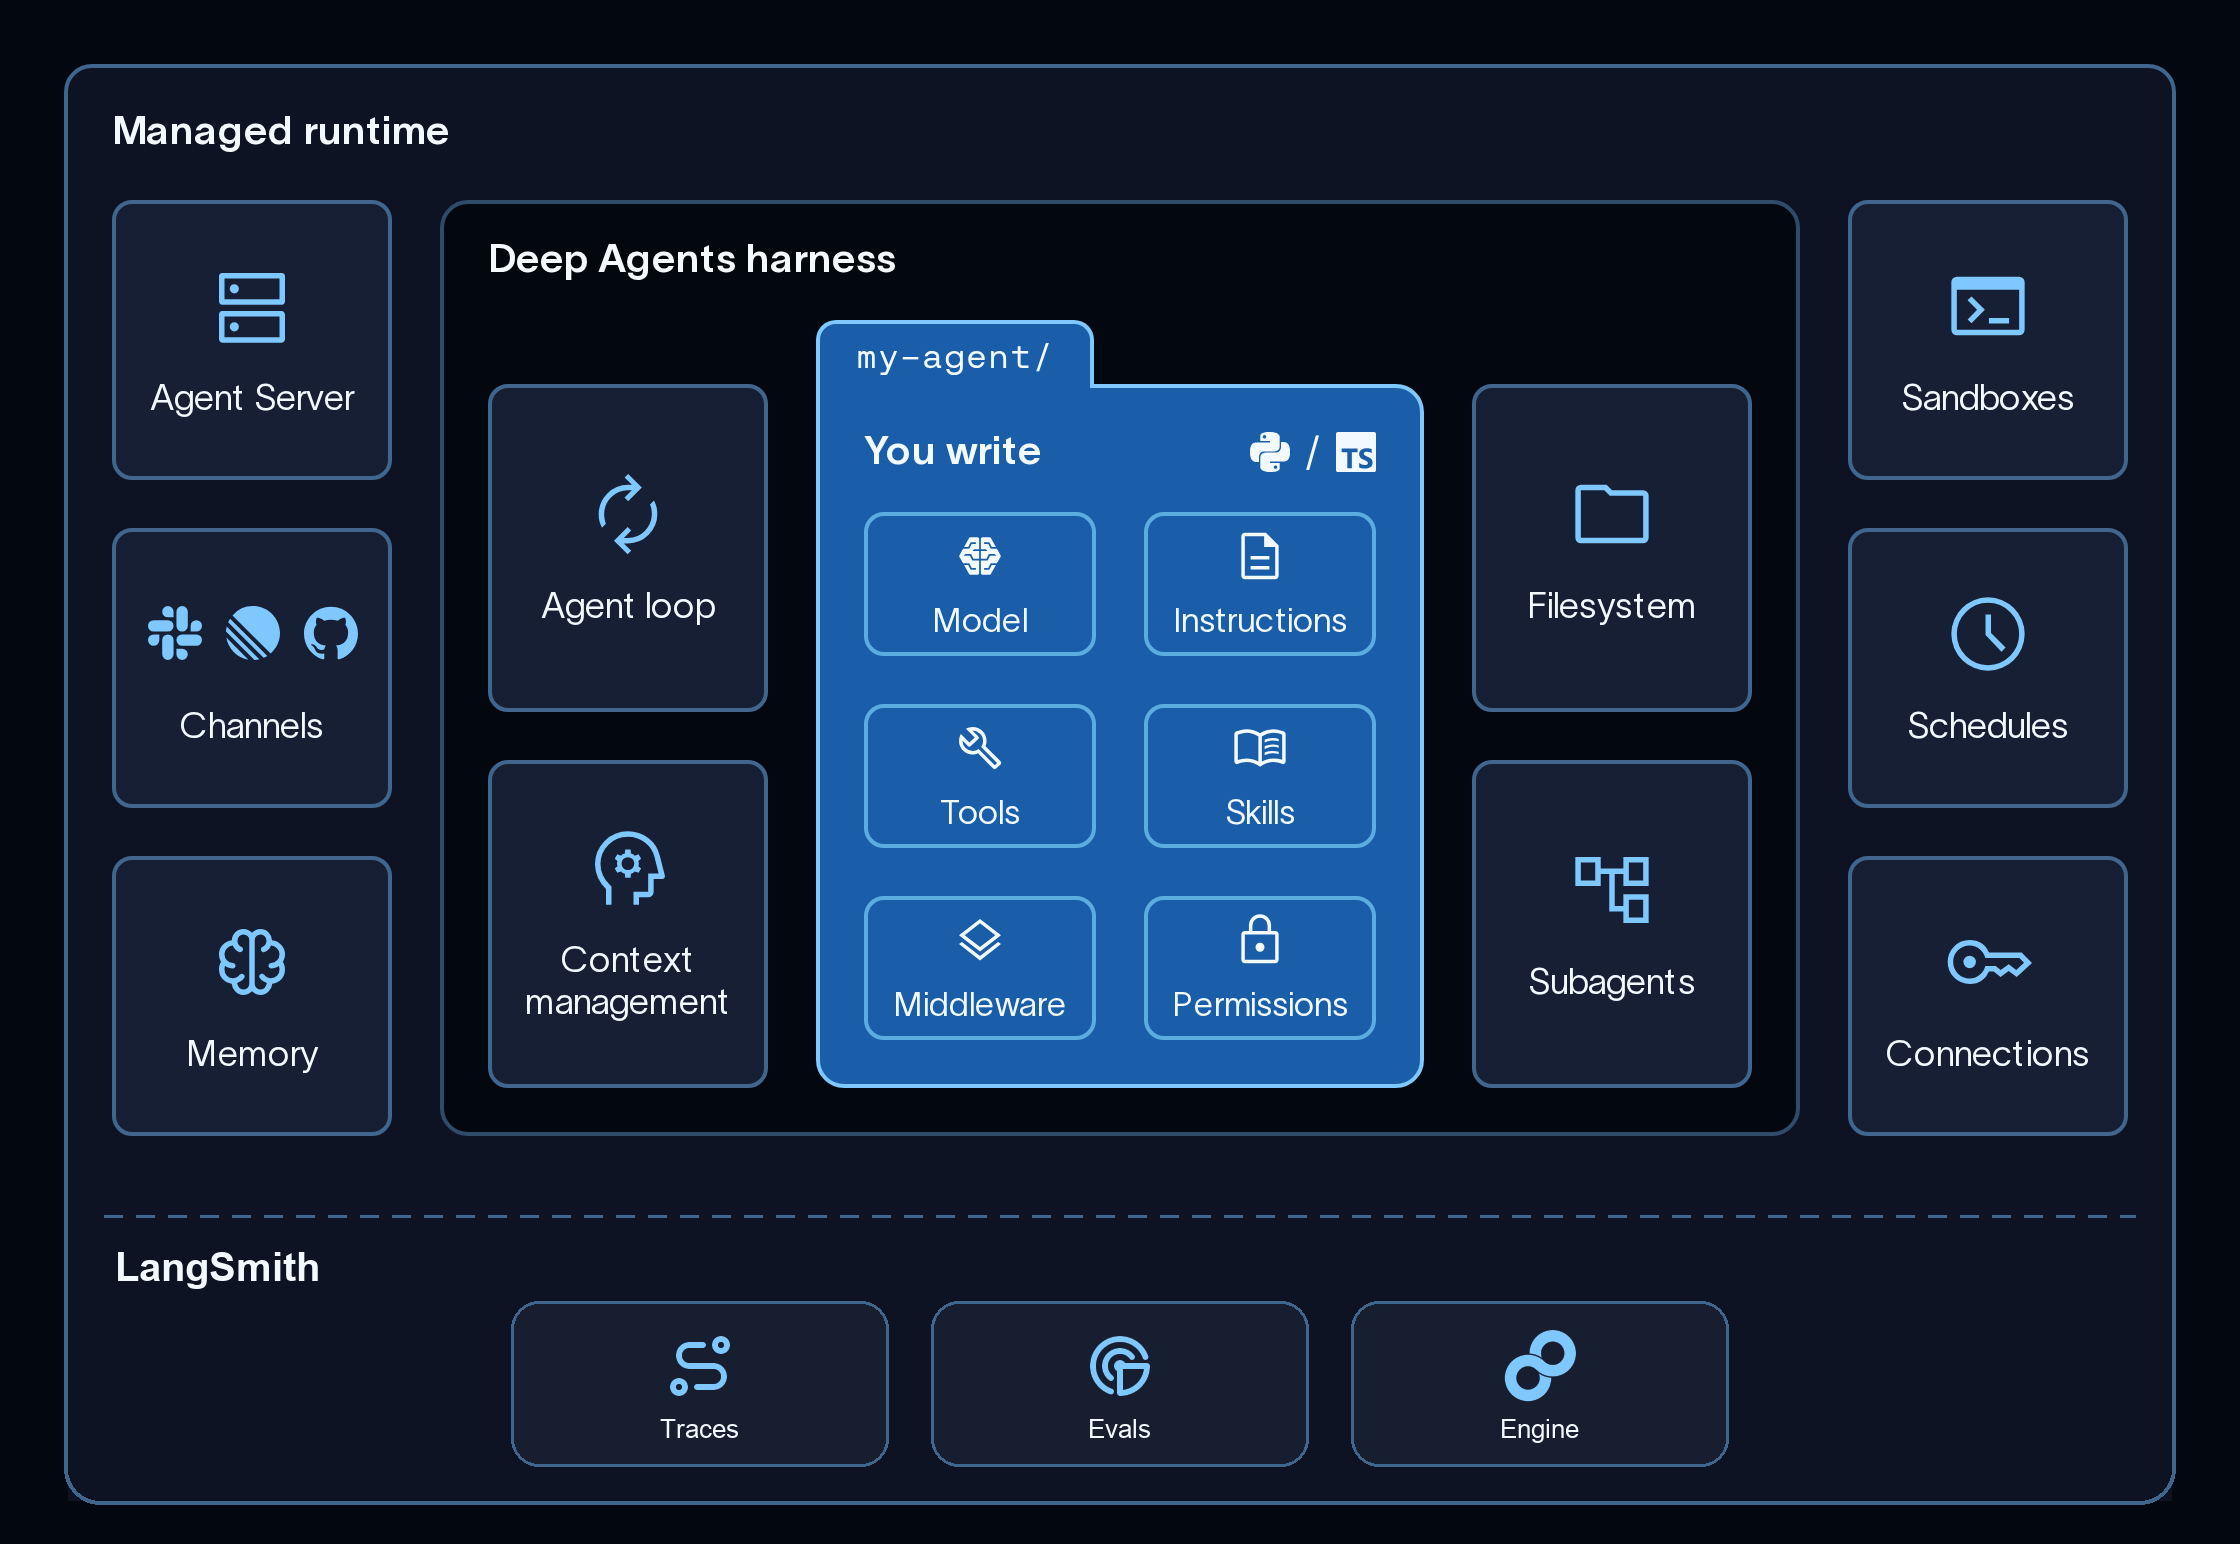 Managed runtime
Agent Server
Channels
Memory
Deep Agents harness
Agent loop
Context
management
my-agent/
You write
/ TS
Model
Instructions
Tools
Skills
Middleware
Permissions
Filesystem
Subagents
Sandboxes
Schedules
Connections
LangSmith
Traces
Evals
Engine